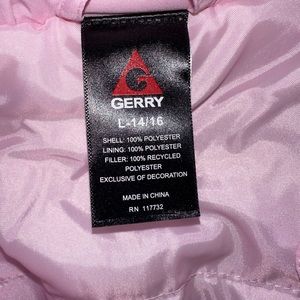 GERRY
L-14/16
SHELL: 100% POLYESTER
LINING: 100% POLYESTER
FILLER: 100% RECYCLED
POLYESTER
EXCLUSIVE OF DECORATION
MADE IN CHINA
RN 117732